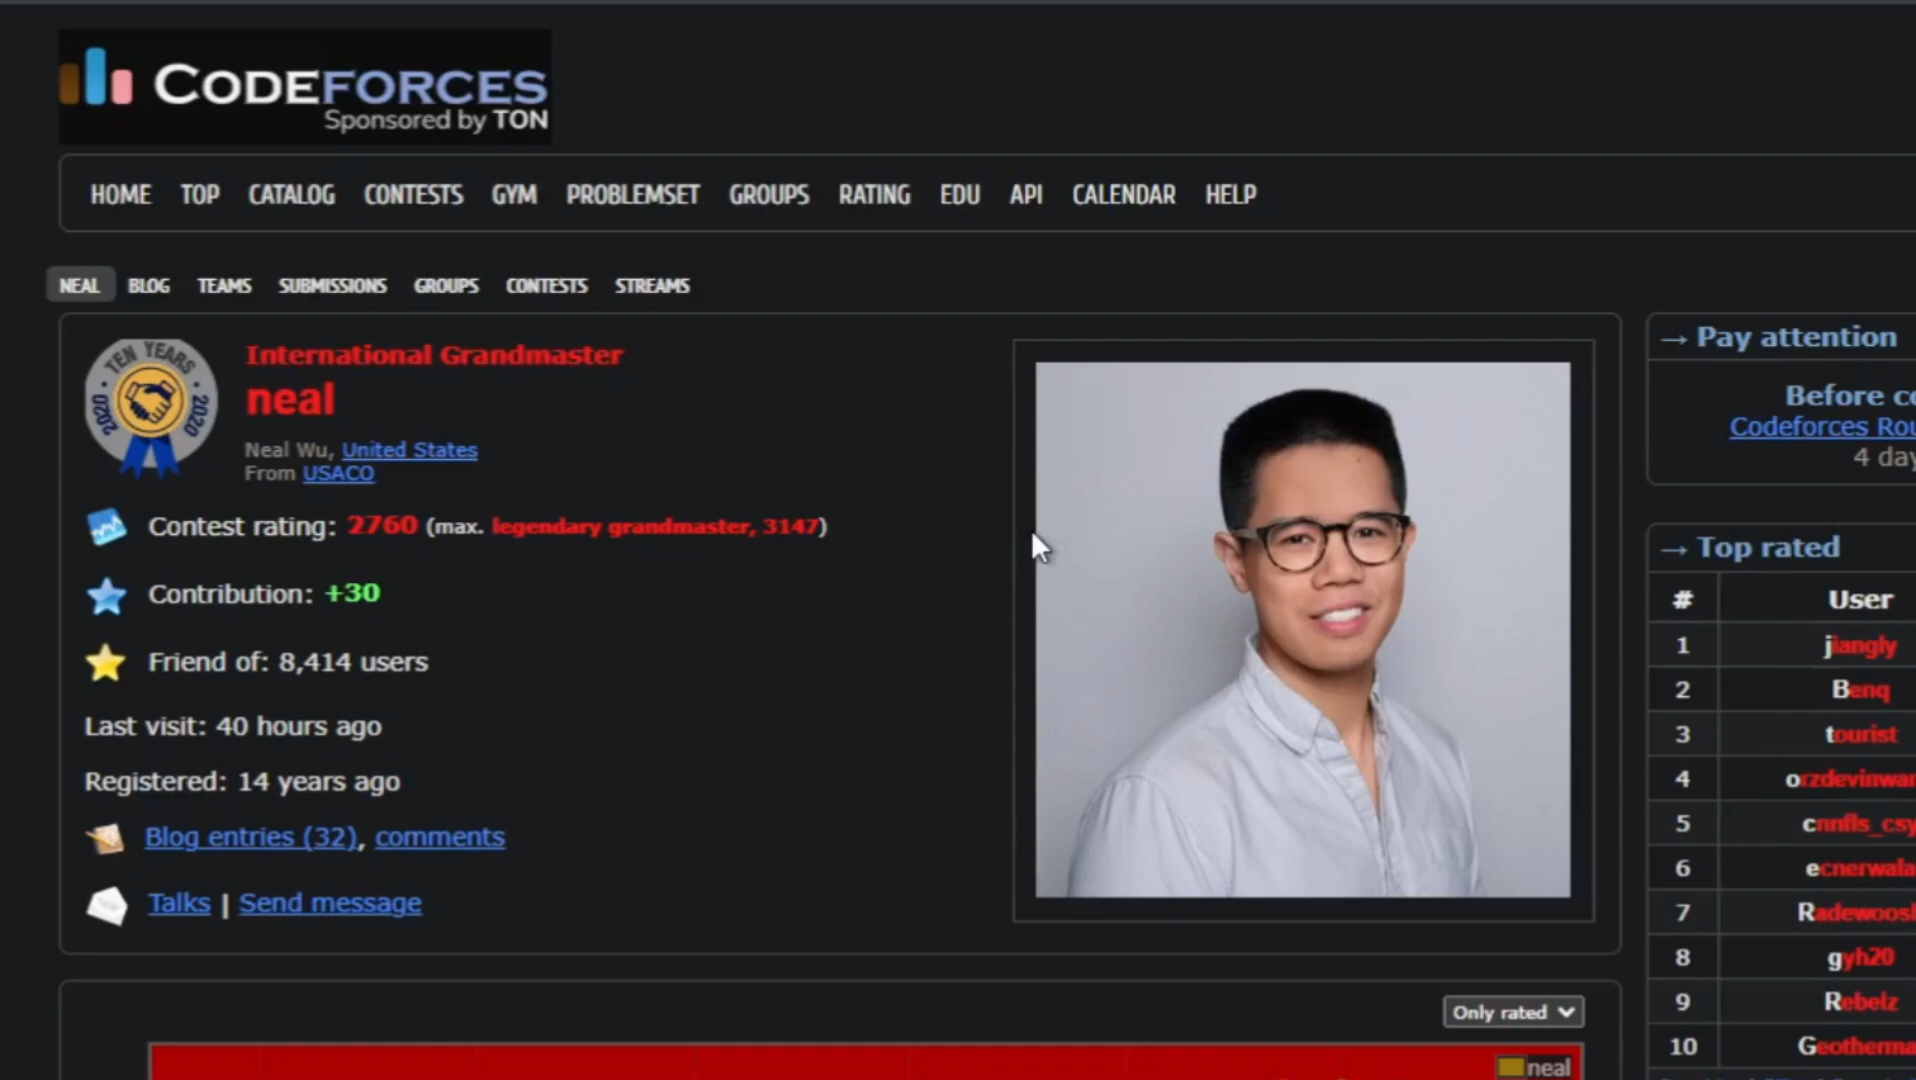 CODEFORCES
Sponsored by TON
HOME TOP CATALOG CONTESTS GYM PROBLEMSET GROUPS RATING EDU API CALENDAR HELP
NEAL BLOG TEAMS SUBMISSIONS GROUPS CONTESTS STREAMS
TEN YEARS
2020 2020
International Grandmaster
neal
Neal Wu, United States
From USACO
Contest rating: 2760 (max. legendary grandmaster, 3147)
Contribution: +30
Friend of: 8,414 users
Last visit: 40 hours ago
Registered: 14 years ago
Blog entries (32), comments
Talks | Send message
Only rated
neal
→ Pay attention
Before
Codeforces
4
→ Top rated
# User
1 jiangly
2 Benq
3 tourist
4
5
6
7
8 gyh20
9 Rebelz
10